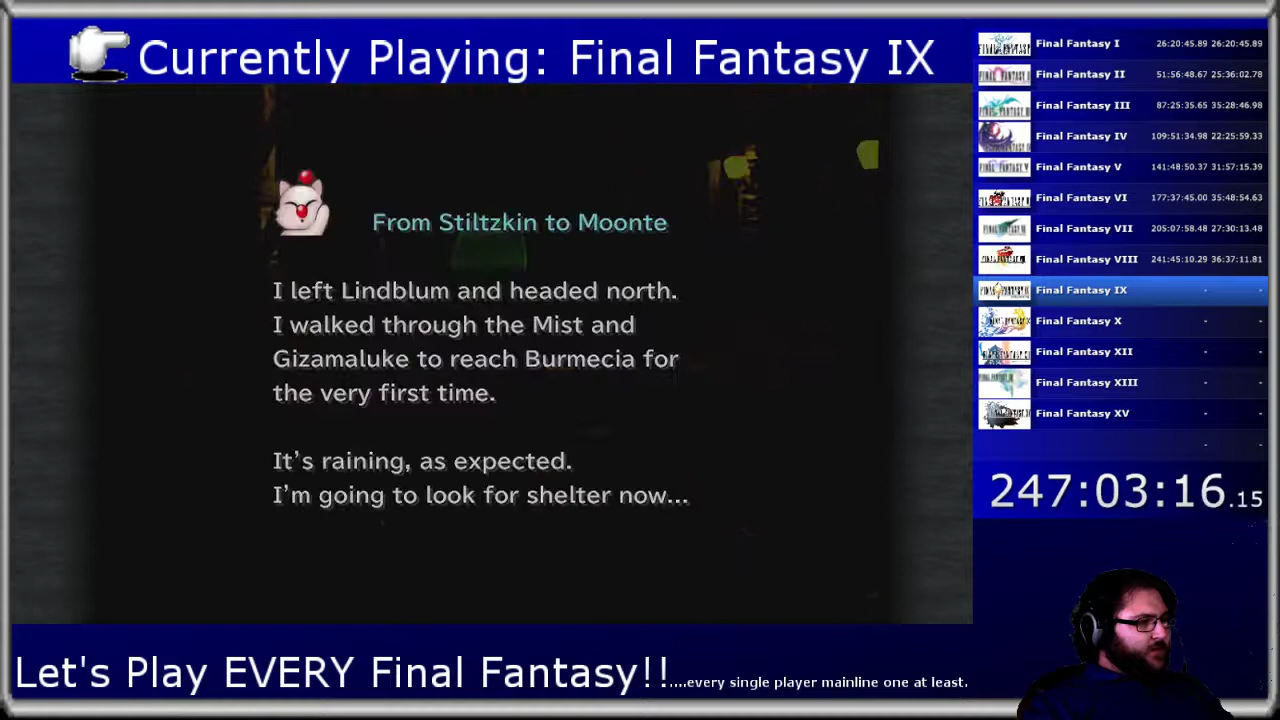 Currently Playing: Final Fantasy IX
From Stiltzkin to Moonte
I left Lindblum and headed north.
I walked through the Mist and
Gizamaluke to reach Burmecia for
the very first time.
It's raining, as expected.
I'm going to look for shelter now...
Final Fantasy I 26:20:45.89 26:20:45.89
Final Fantasy II 51:56:48.67 25:36:02.78
Final Fantasy III 87:25:35.65 35:28:46.98
Final Fantasy IV 109:51:34.98 22:25:59.33
Final Fantasy V 141:48:50.37 31:57:15.39
Final Fantasy VI 177:37:45.00 35:48:54.63
Final Fantasy VII 205:07:58.48 27:30:13.48
Final Fantasy VIII 241:45:10.29 36:37:11.81
Final Fantasy IX - -
Final Fantasy X - -
Final Fantasy XII - -
Final Fantasy XIII - -
Final Fantasy XV - -
- -
247:03:16.15
Let's Play EVERY Final Fantasy!!....every single player mainline one at least.